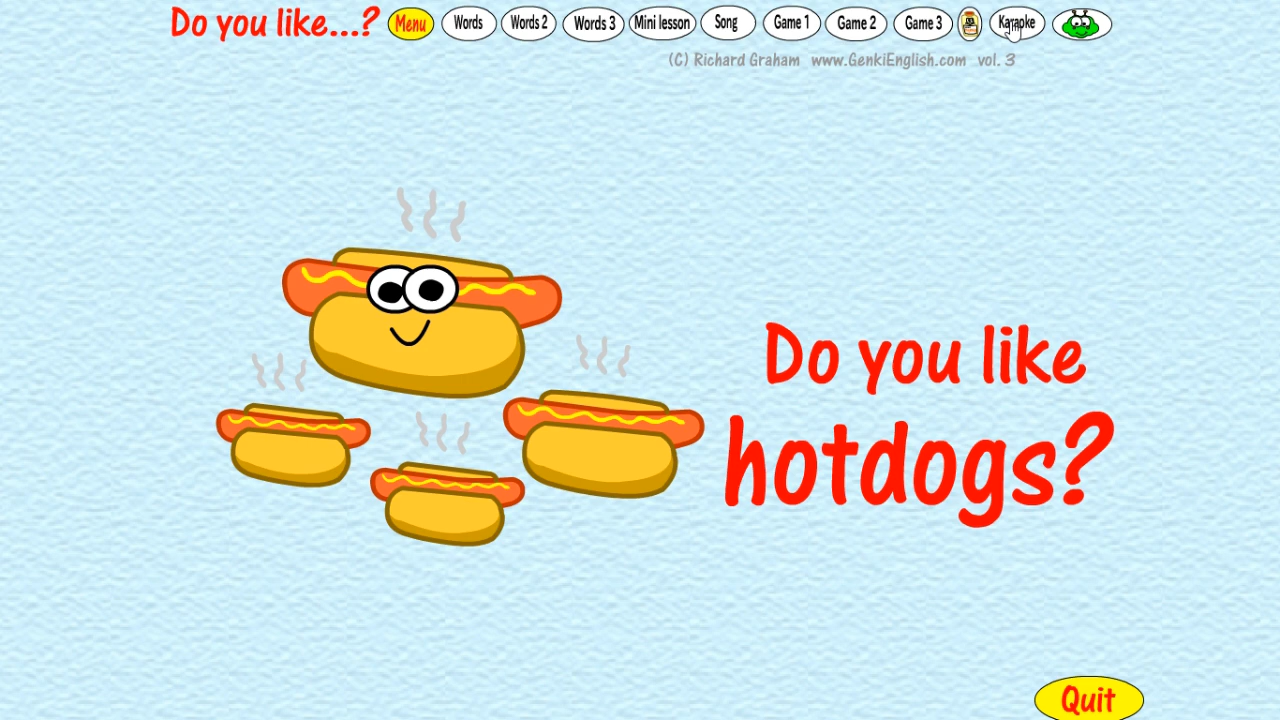 Do you like...? Menu Words Words 2 Words 3 Mini lesson Song Game 1 Game 2 Game 3 Karaoke
(C) Richard Graham www.GenkiEnglish.com vol. 3
Do you like
hotdogs?
Quit